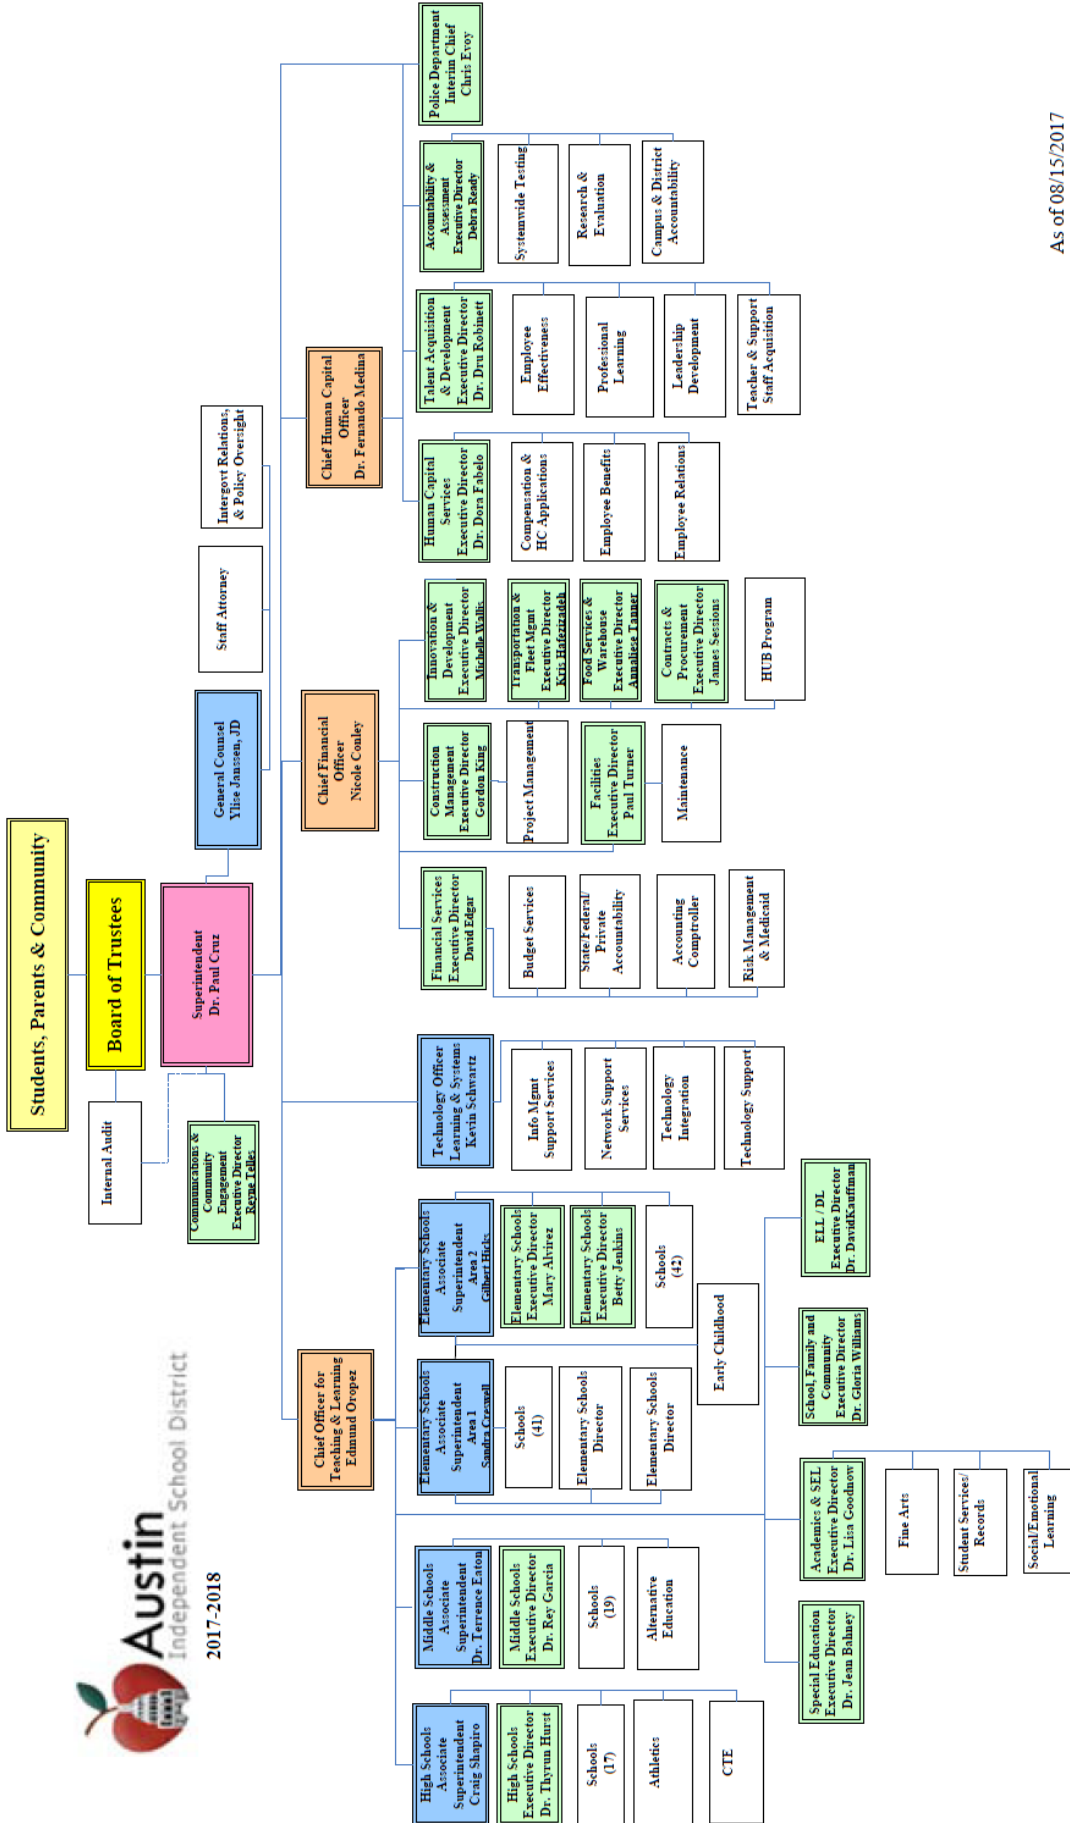 Students, Parents & Community
Board of Trustees
Internal Audit
Superintendent
Dr. Paul Cruz
Communications &
Community
Engagement
Executive Director
Reyne Telles
General Counsel
Ylise Janssen, JD
Staff Attorney
Intergovt Relations,
& Policy Oversight
Austin
Independent School District
2017-2018
Chief Officer for
Teaching & Learning
Edmund Oropez
Chief Financial
Officer
Nicole Conley
Chief Human Capital
Officer
Dr. Fernando Medina
High Schools
Associate
Superintendent
Craig Shapiro
High Schools
Executive Director
Dr. Thyrun Hurst
Schools
(17)
Athletics
CTE
Middle Schools
Associate
Superintendent
Dr. Terrence Eaton
Middle Schools
Executive Director
Dr. Rey Garcia
Schools
(19)
Alternative
Education
Elementary Schools
Associate
Superintendent
Area 1
Sandra Creswell
Schools
(41)
Elementary Schools
Director
Elementary Schools
Director
Elementary Schools
Associate
Superintendent
Area 2
Gilbert Hicks
Elementary Schools
Executive Director
Mary Alvirez
Elementary Schools
Executive Director
Betty Jenkins
Schools
(42)
Early Childhood
Special Education
Executive Director
Dr. Jean Bahney
Academics & SEL
Executive Director
Dr. Lisa Goodnow
Fine Arts
Student Services/
Records
Social/Emotional
Learning
School, Family and
Community
Executive Director
Dr. Gloria Williams
ELL / DL
Executive Director
Dr. DavidKauffman
Technology Officer
Learning & Systems
Kevin Schwartz
Info Mgmt
Support Services
Network Support
Services
Technology
Integration
Technology Support
Financial Services
Executive Director
David Edgar
Budget Services
State/Federal/
Private
Accountability
Accounting
Comptroller
Risk Management
& Medicaid
Construction
Management
Executive Director
Gordon King
Project Management
Facilities
Executive Director
Paul Turner
Maintenance
Innovation &
Development
Executive Director
Michelle Wallis
Transportation &
Fleet Mgmt
Executive Director
Kris Hafezizadeh
Food Services &
Warehouse
Executive Director
Annaliese Tanner
Contracts &
Procurement
Executive Director
James Sessions
HUB Program
Human Capital
Services
Executive Director
Dr. Dora Fabelo
Compensation &
HC Applications
Employee Benefits
Employee Relations
Talent Acquisition
& Development
Executive Director
Dr. Dru Robinett
Employee
Effectiveness
Professional
Learning
Leadership
Development
Teacher & Support
Staff Acquisition
Accountability &
Assessment
Executive Director
Debra Ready
Systemwide Testing
Research &
Evaluation
Campus & District
Accountability
Police Department
Interim Chief
Chris Evoy
As of 08/15/2017